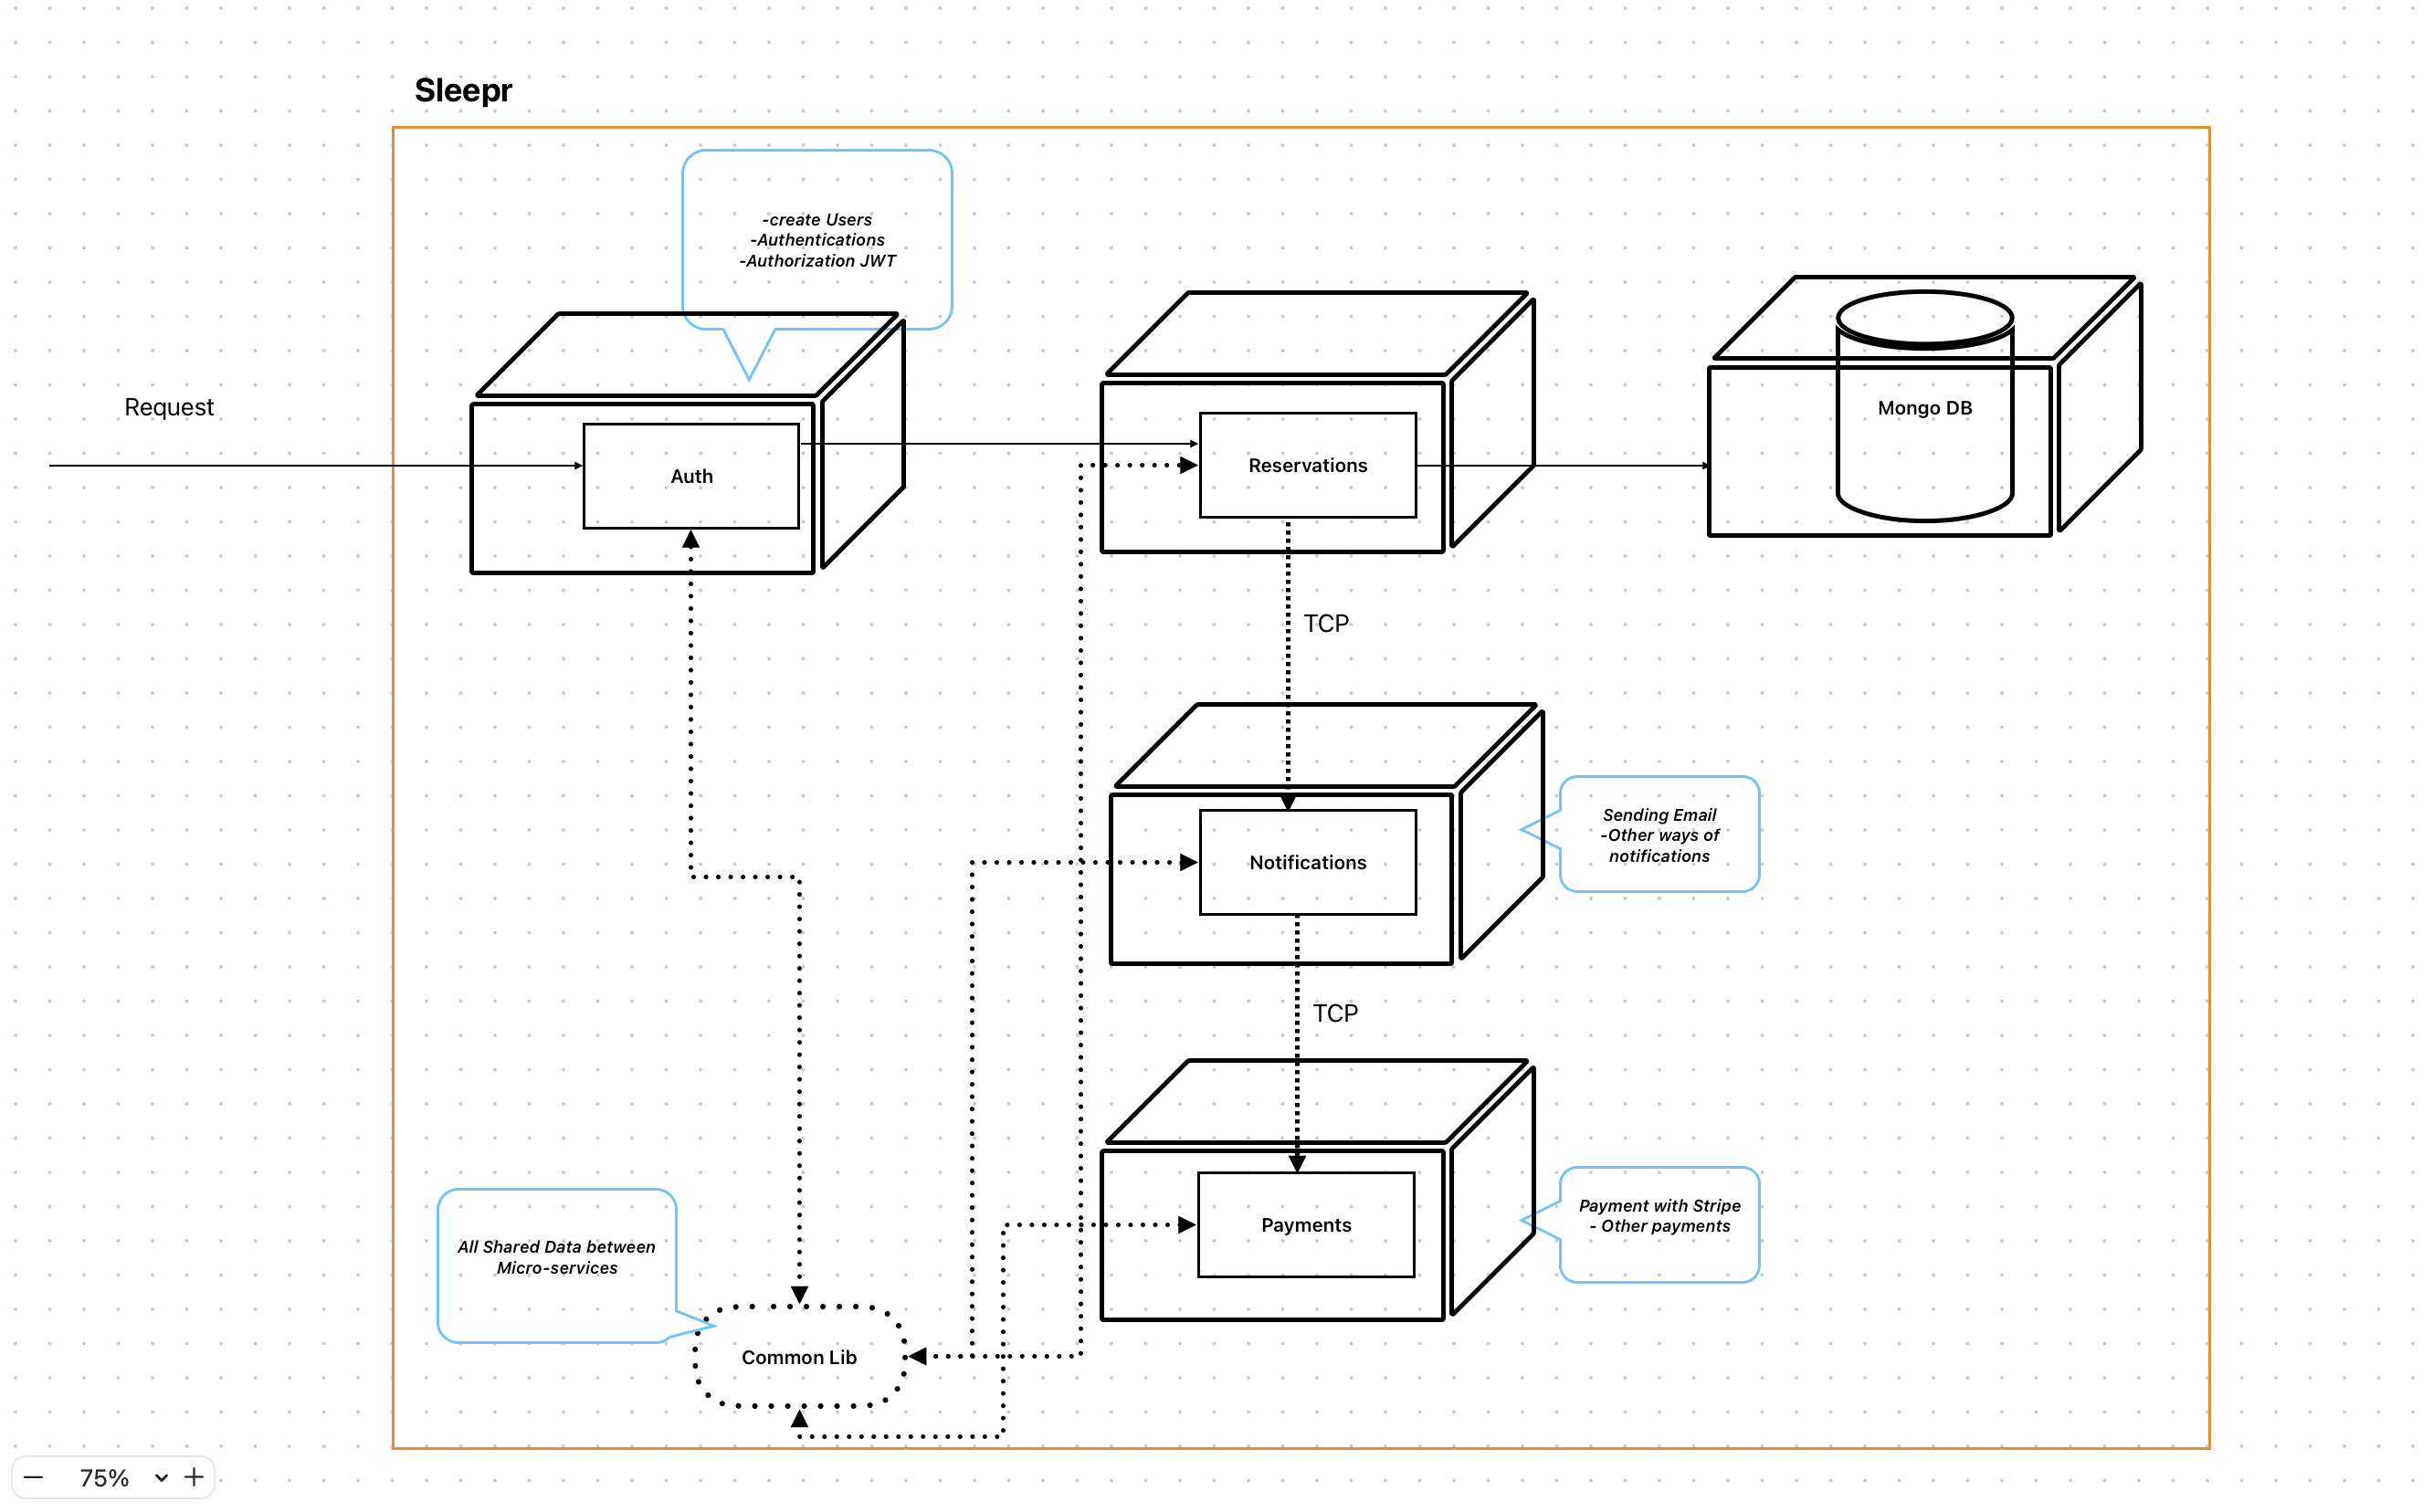 Sleepr
-create Users
-Authentications
-Authorization JWT
Request
Auth
Reservations
Mongo DB
TCP
Sending Email
-Other ways of
notifications
Notifications
TCP
Payment with Stripe
- Other payments
Payments
All Shared Data between
Micro-services
Common Lib
75%